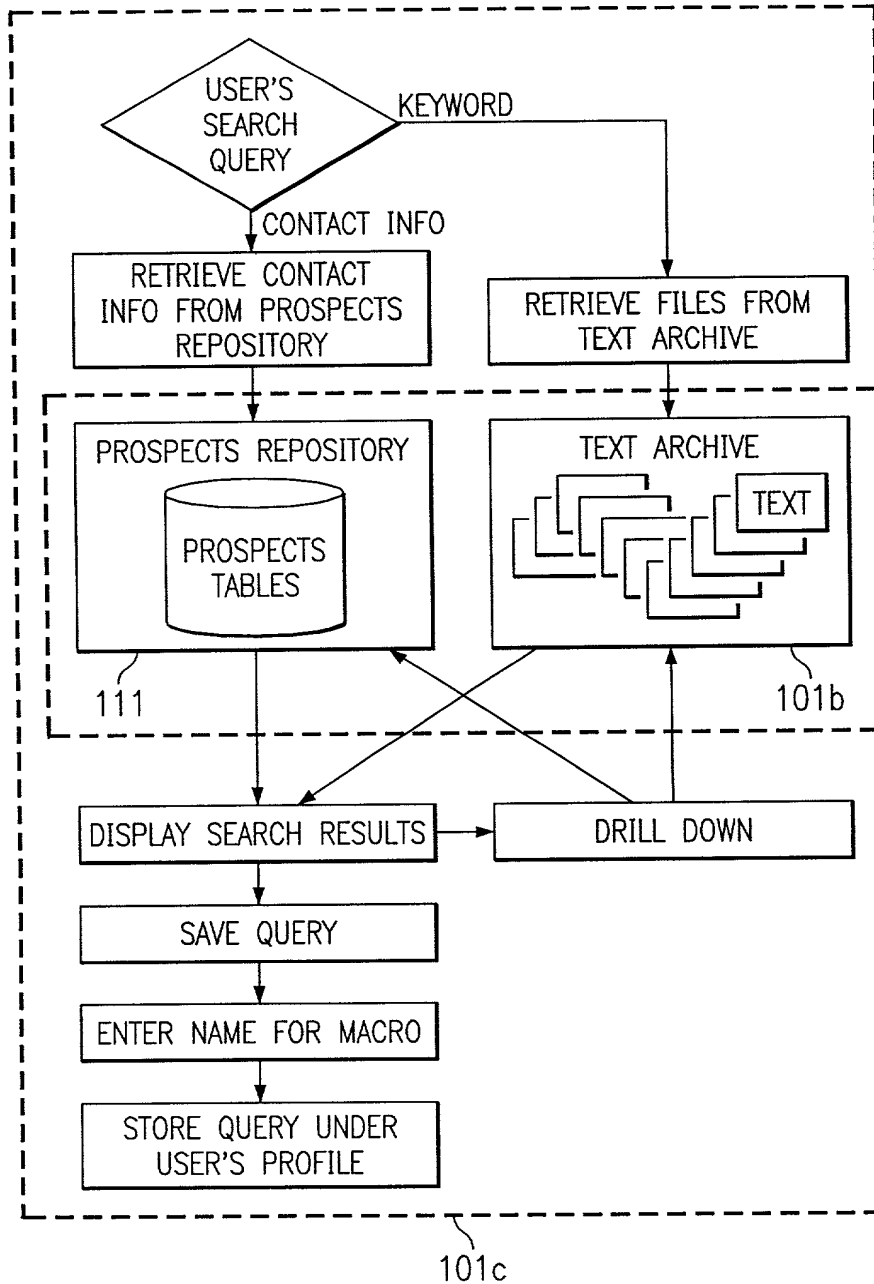 USER'S
SEARCH
QUERY
KEYWORD
CONTACT INFO
RETRIEVE CONTACT
INFO FROM PROSPECTS
REPOSITORY
RETRIEVE FILES FROM
TEXT ARCHIVE
PROSPECTS REPOSITORY
PROSPECTS
TABLES
TEXT ARCHIVE
TEXT
111
101b
DISPLAY SEARCH RESULTS
DRILL DOWN
SAVE QUERY
ENTER NAME FOR MACRO
STORE QUERY UNDER
USER'S PROFILE
101c